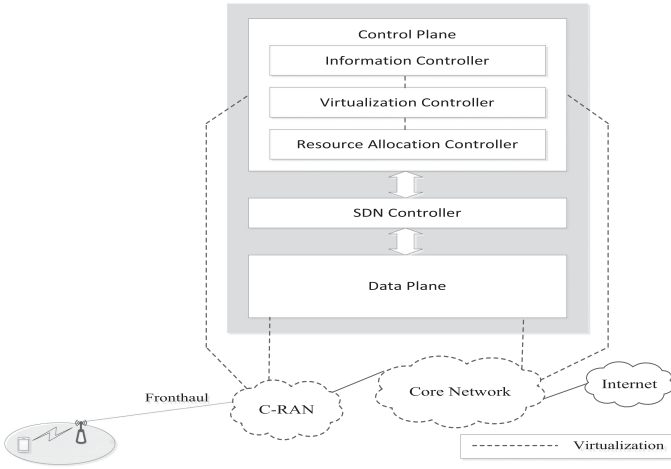 Control Plane
Information Controller
Virtualization Controller
Resource Allocation Controller
SDN Controller
Data Plane
Fronthaul
C-RAN
Core Network
Internet
Virtualization